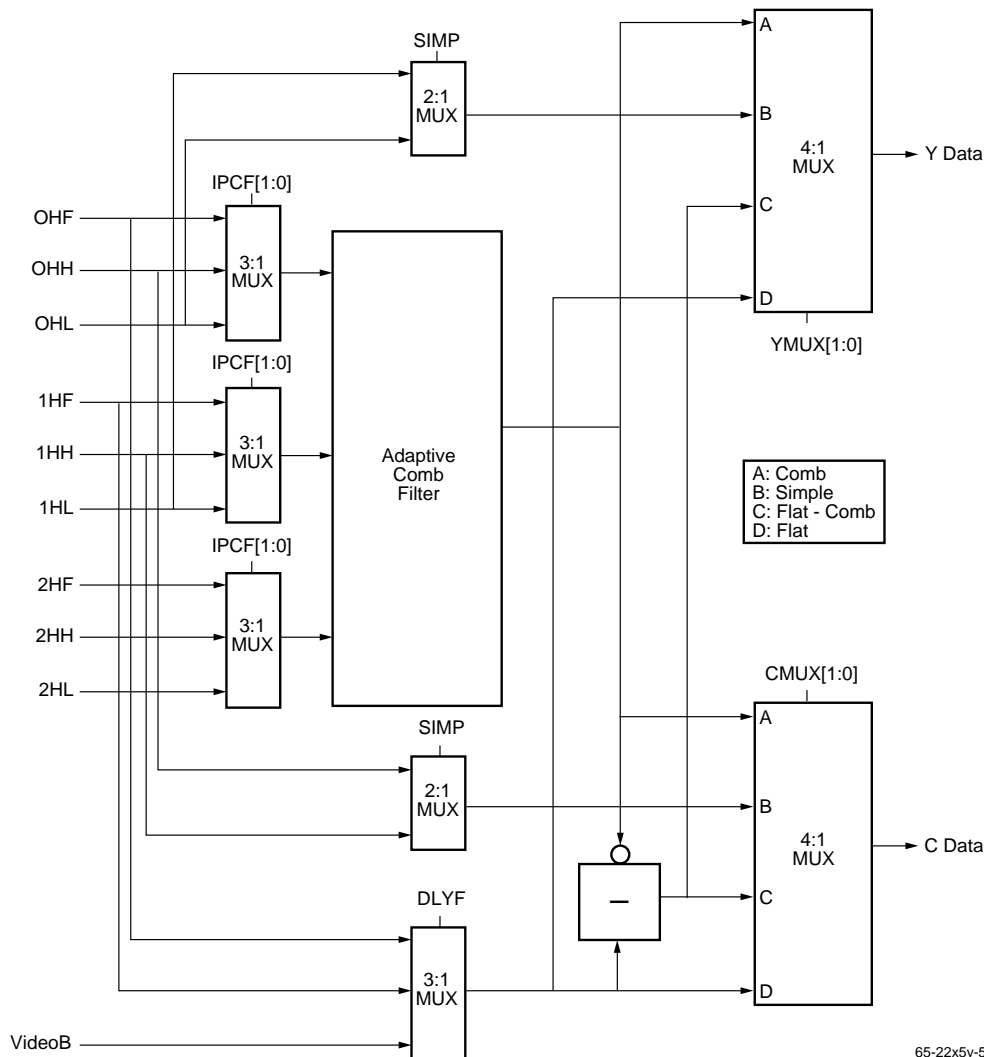 SIMP
2:1
MUX
A
B
C
D
4:1
MUX
Y Data
YMUX[1:0]
IPCF[1:0]
OHF
OHH
OHL
3:1
MUX
IPCF[1:0]
1HF
1HH
1HL
3:1
MUX
IPCF[1:0]
2HF
2HH
2HL
3:1
MUX
Adaptive
Comb
Filter
A: Comb
B: Simple
C: Flat - Comb
D: Flat
SIMP
2:1
MUX
CMUX[1:0]
A
B
C
D
4:1
MUX
C Data
–
DLYF
3:1
MUX
VideoB
65-22x5y-5